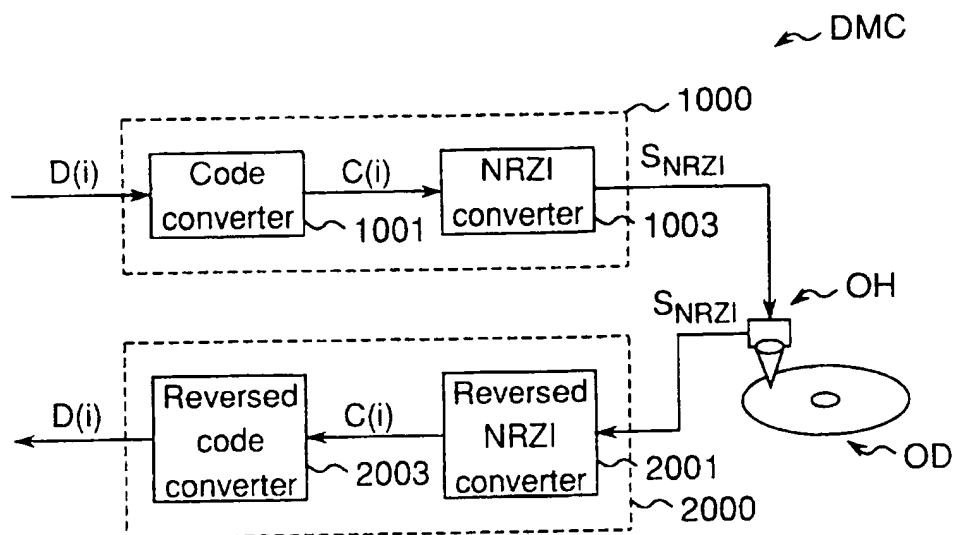 DMC
1000
D(i)
Code
converter
1001
C(i)
NRZI
converter
1003
SNRZI
OH
SNRZI
D(i)
Reversed
code
converter
2003
C(i)
Reversed
NRZI
converter
2001
2000
OD